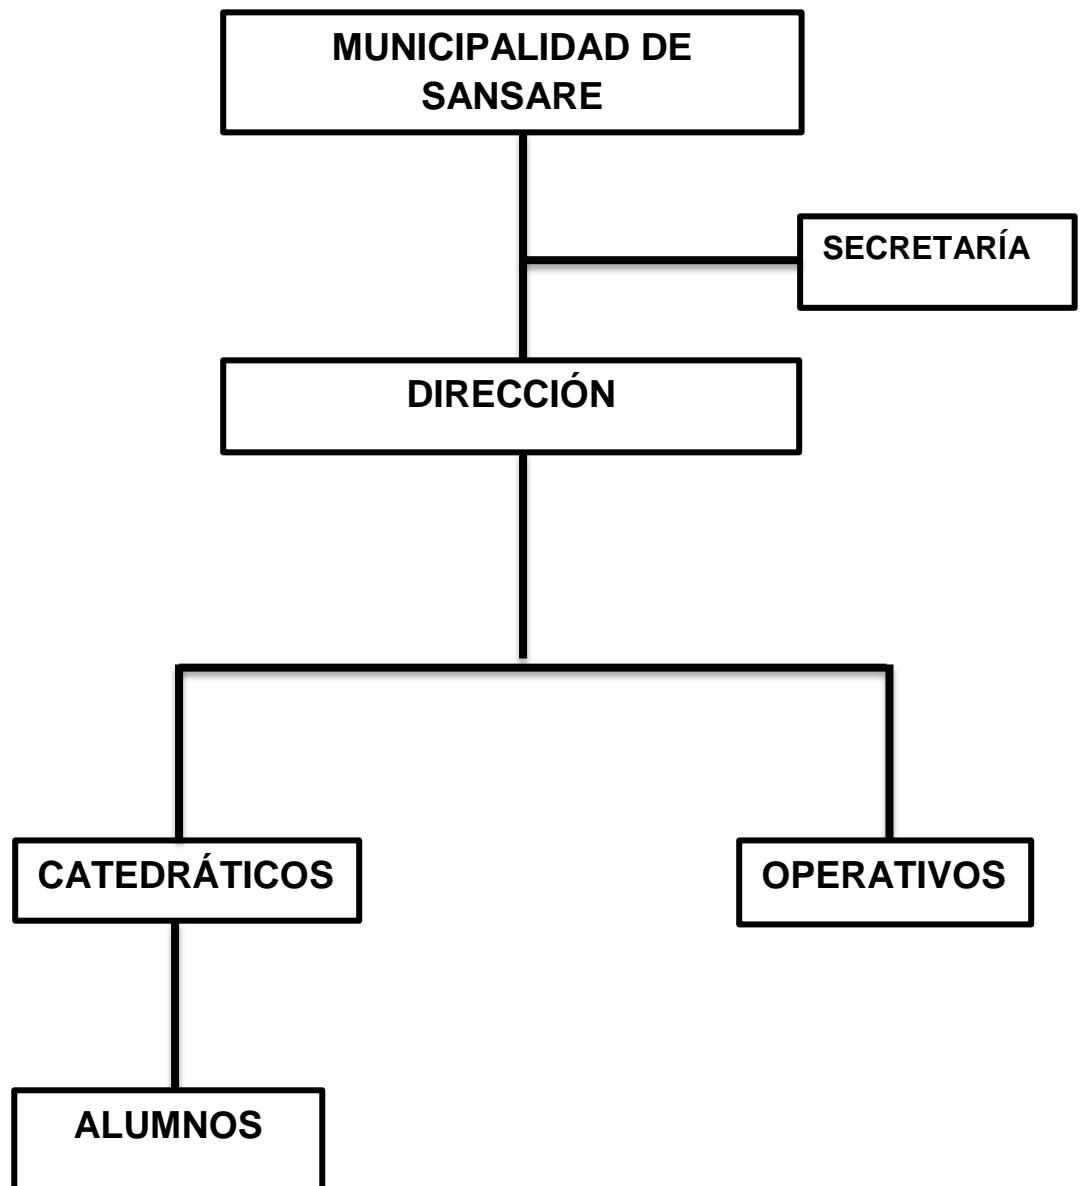 MUNICIPALIDAD DE
SANSARE
SECRETARÍA
DIRECCIÓN
CATEDRÁTICOS
OPERATIVOS
ALUMNOS